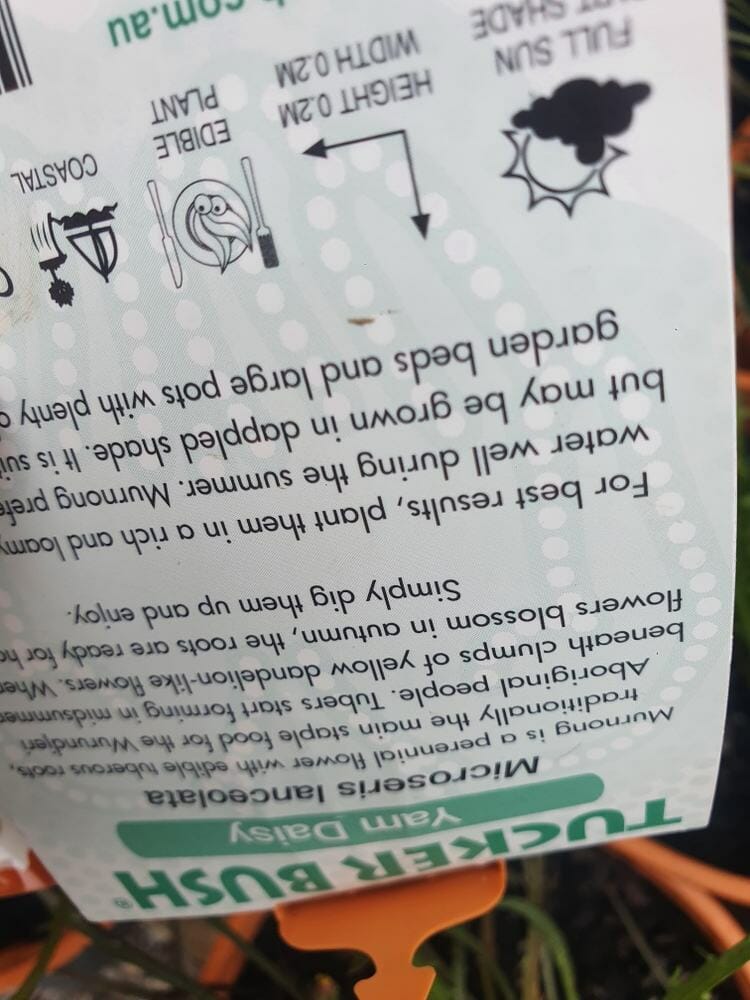 TUCKER BUSH®
Yam Daisy
Microseris lanceolata
Murnong is a perennial flower with edible tuberous roots,
traditionally the main staple food for the Wurundjeri
Aboriginal people. Tubers start forming in midsummer
beneath clumps of yellow dandelion-like flowers. When
flowers blossom in autumn, the roots are ready for
Simply dig them up and enjoy.
For best results, plant them in a rich and loamy
water well during the summer. Murnong
but may be grown in dappled shade. It is
garden beds and large pots with plenty
FULL SUN
SHADE
HEIGHT 0.2M
WIDTH 0.2M
EDIBLE
PLANT
COASTAL
.com.au